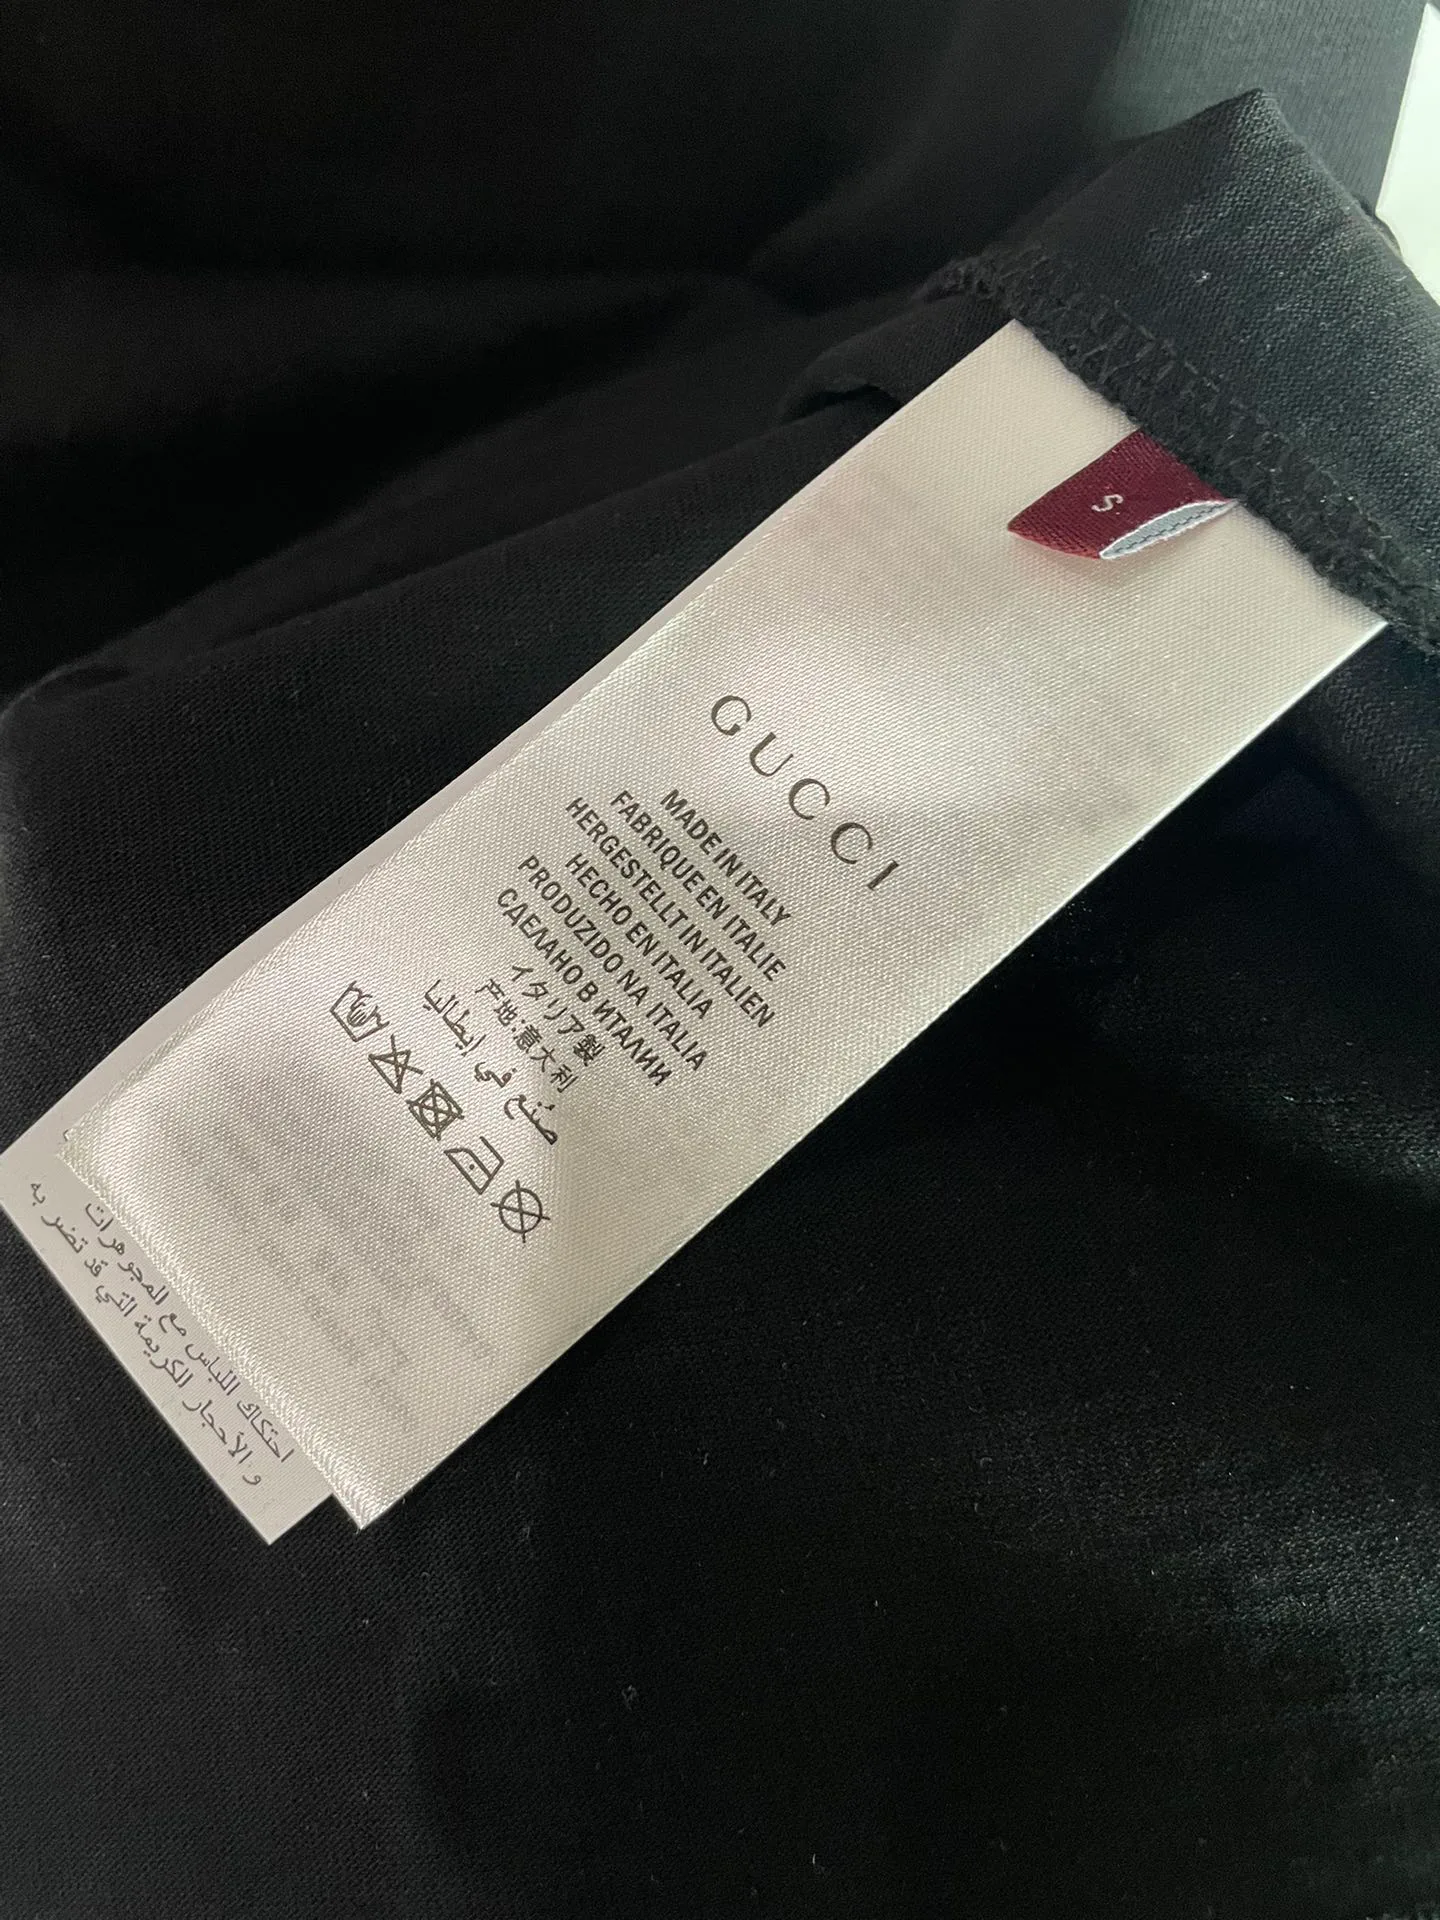 S
GUCCI
MADE IN ITALY
FABRIQUE EN ITALIE
HERGESTELLT IN ITALIEN
HECHO EN ITALIA
PRODUZIDO NA ITALIA
СДЕЛАНО В ИТАЛИИ
イタリア製
产地:意大利
صُنع في إيطاليا
احتكاك اللباس مع المجوهرات
و الأحجار الكريمة التي قد تضر به